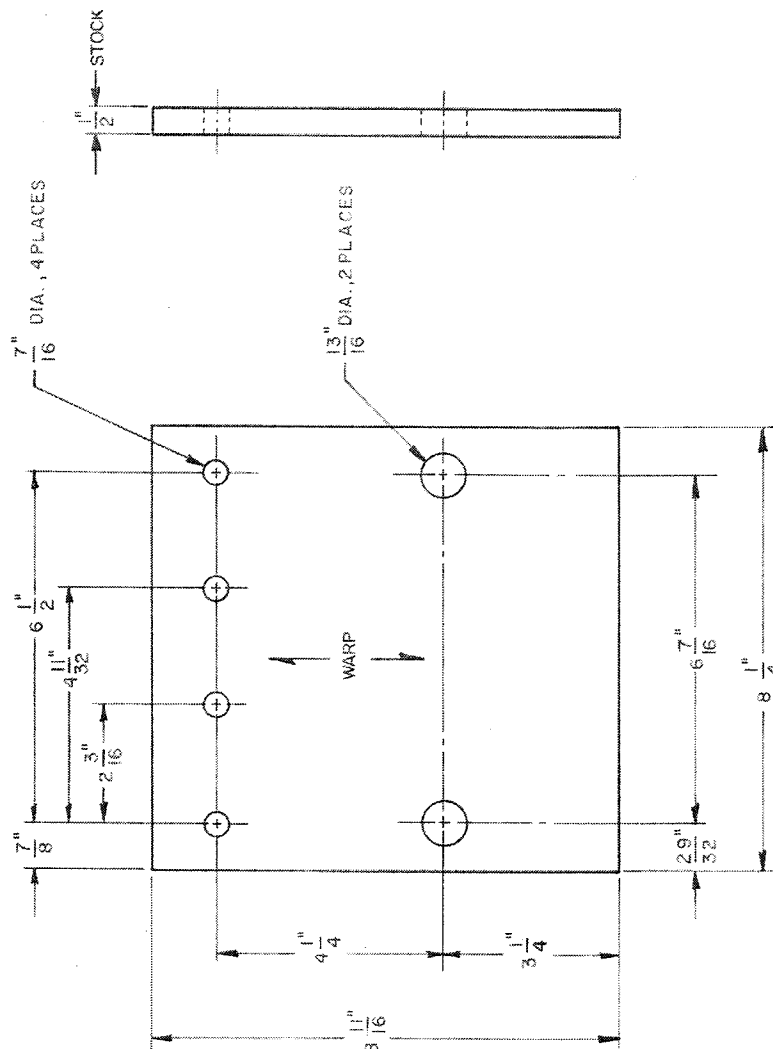 1/2" STOCK
7/16" DIA., 4 PLACES
13/16" DIA., 2 PLACES
6 1/2"
4 11/32"
2 3/16"
7/8"
WARP
6 7/16"
29/32"
8 1/4"
4 1/4"
3 1/4"
11/16"